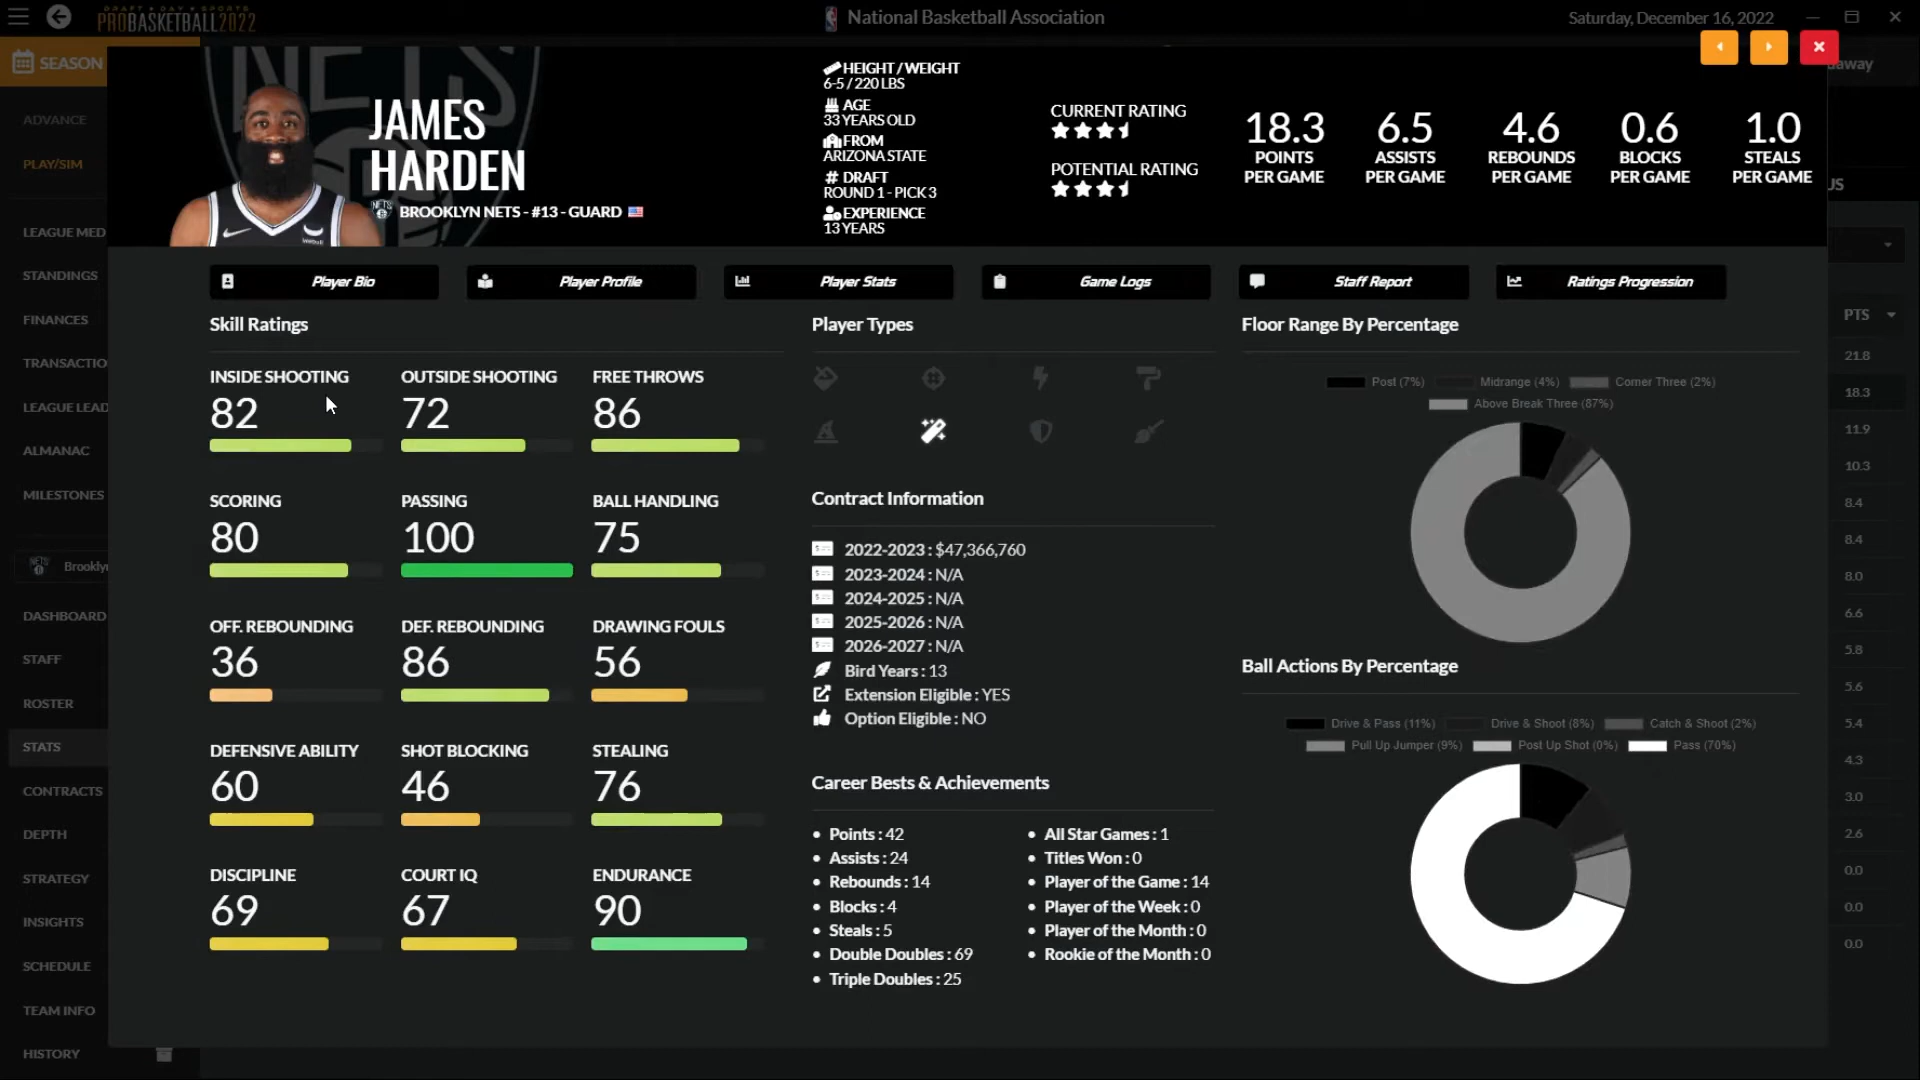 DRAFT • DAY • SPORTS
PROBASKETBALL2022
National Basketball Association
Saturday, December 16, 2022
SEASON
ADVANCE
PLAY/SIM
LEAGUE MED
STANDINGS
FINANCES
TRANSACTIO
LEAGUE LEAD
ALMANAC
MILESTONES
Brooklyn
DASHBOARD
STAFF
ROSTER
STATS
CONTRACTS
DEPTH
STRATEGY
INSIGHTS
SCHEDULE
TEAM INFO
HISTORY
NETS
JAMES
HARDEN
BROOKLYN NETS - #13 - GUARD
HEIGHT / WEIGHT
6-5 / 220 LBS
AGE
33 YEARS OLD
FROM
ARIZONA STATE
# DRAFT
ROUND 1 - PICK 3
EXPERIENCE
13 YEARS
CURRENT RATING
POTENTIAL RATING
18.3
POINTS
PER GAME
6.5
ASSISTS
PER GAME
4.6
REBOUNDS
PER GAME
0.6
BLOCKS
PER GAME
1.0
STEALS
PER GAME
Player Bio
Player Profile
Player Stats
Game Logs
Staff Report
Ratings Progression
Skill Ratings
INSIDE SHOOTING
82
OUTSIDE SHOOTING
72
FREE THROWS
86
SCORING
80
PASSING
100
BALL HANDLING
75
OFF. REBOUNDING
36
DEF. REBOUNDING
86
DRAWING FOULS
56
DEFENSIVE ABILITY
60
SHOT BLOCKING
46
STEALING
76
DISCIPLINE
69
COURT IQ
67
ENDURANCE
90
Player Types
Contract Information
2022-2023 : $47,366,760
2023-2024 : N/A
2024-2025 : N/A
2025-2026 : N/A
2026-2027 : N/A
Bird Years : 13
Extension Eligible : YES
Option Eligible : NO
Career Bests & Achievements
• Points : 42
• Assists : 24
• Rebounds : 14
• Blocks : 4
• Steals : 5
• Double Doubles : 69
• Triple Doubles : 25
• All Star Games : 1
• Titles Won : 0
• Player of the Game : 14
• Player of the Week : 0
• Player of the Month : 0
• Rookie of the Month : 0
Floor Range By Percentage
Post (7%) Midrange (4%) Corner Three (2%)
Above Break Three (87%)
Ball Actions By Percentage
Drive & Pass (11%) Drive & Shoot (8%) Catch & Shoot (2%)
Pull Up Jumper (9%) Post Up Shot (0%) Pass (70%)
away
US
PTS
21.8
18.3
11.9
10.3
8.4
8.4
8.0
6.6
5.8
5.6
5.4
4.3
3.0
2.6
0.0
0.0
0.0